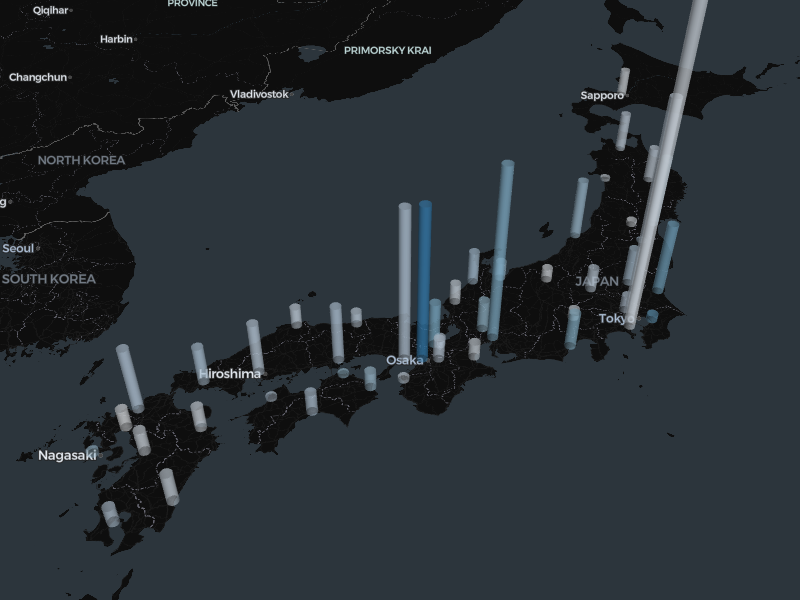 PROVINCE
Qiqihar
Harbin
PRIMORSKY KRAI
Changchun
Vladivostok
Sapporo
NORTH KOREA
g
Seoul
SOUTH KOREA
JAPAN
Tokyo
Osaka
Hiroshima
Nagasaki